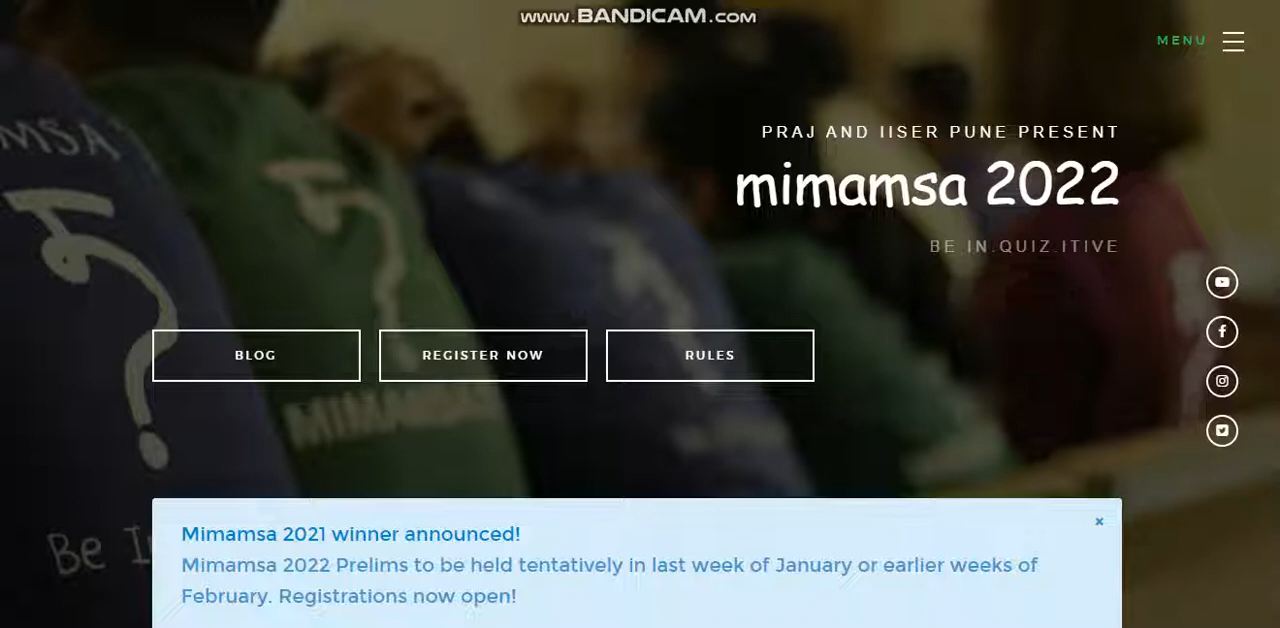 www.BANDICAM.com
MENU
PRAJ AND IISER PUNE PRESENT
mimamsa 2022
BE.IN.QUIZ.ITIVE
BLOG
REGISTER NOW
RULES
Mimamsa 2021 winner announced!
×
Mimamsa 2022 Prelims to be held tentatively in last week of January or earlier weeks of
February. Registrations now open!
MIMAMSA
Be